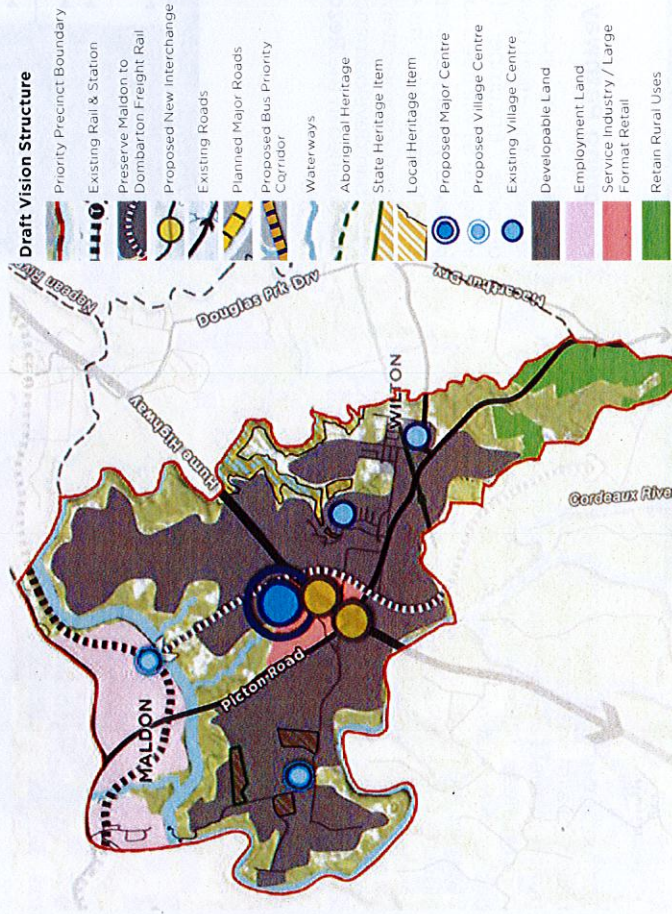 Draft Vision Structure
Priority Precinct Boundary
Existing Rail & Station
Preserve Maldon to
Dombarton Freight Rail
Proposed New Interchange
Existing Roads
Planned Major Roads
Proposed Bus Priority
Corridor
Waterways
Aboriginal Heritage
State Heritage Item
Local Heritage Item
Proposed Major Centre
Proposed Village Centre
Existing Village Centre
Developable Land
Employment Land
Service Industry / Large
Format Retail
Retain Rural Uses
T
Nepean River
Douglas Prk Drv
Macarthur Drv
Hume Highway
WILTON
Cordeaux River
Picton Road
MALDON